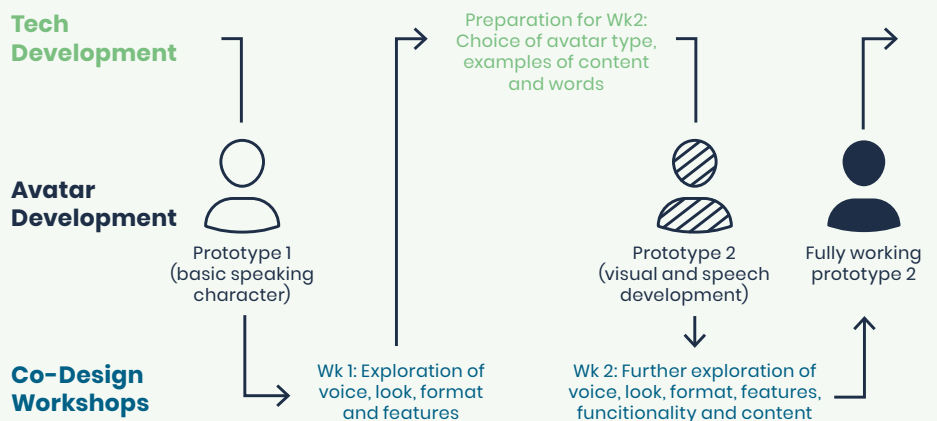 Tech
Development
Preparation for Wk2:
Choice of avatar type,
examples of content
and words
Avatar
Development
Prototype 1
(basic speaking
character)
Prototype 2
(visual and speech
development)
Fully working
prototype 2
Co-Design
Workshops
Wk 1: Exploration of
voice, look, format
and features
Wk 2: Further exploration of
voice, look, format, features,
funcitionality and content